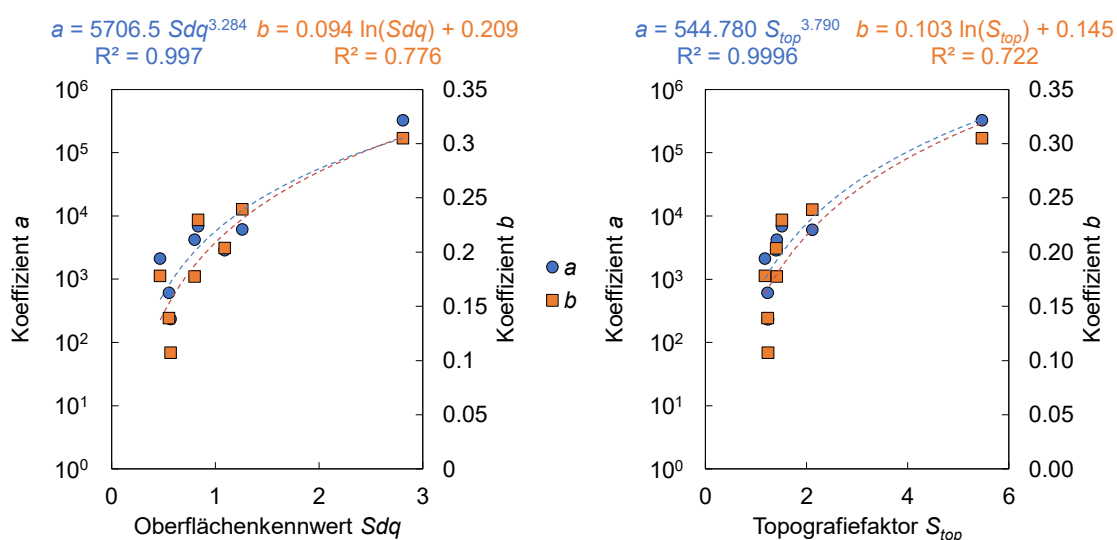 a = 5706.5 Sdq^3.284 b = 0.094 ln(Sdq) + 0.209
R² = 0.997 R² = 0.776
10^6
10^5
10^4
10^3
10^2
10^1
10^0
Koeffizient a
0.35
0.30
0.25
0.20
0.15
0.10
0.05
0
Koeffizient b
0 1 2 3
Oberflächenkennwert Sdq
a
b
a = 544.780 S_top^3.790 b = 0.103 ln(S_top) + 0.145
R² = 0.9996 R² = 0.722
10^6
10^5
10^4
10^3
10^2
10^1
10^0
Koeffizient a
0.35
0.30
0.25
0.20
0.15
0.10
0.05
0.00
Koeffizient b
0 2 4 6
Topografiefaktor S_top